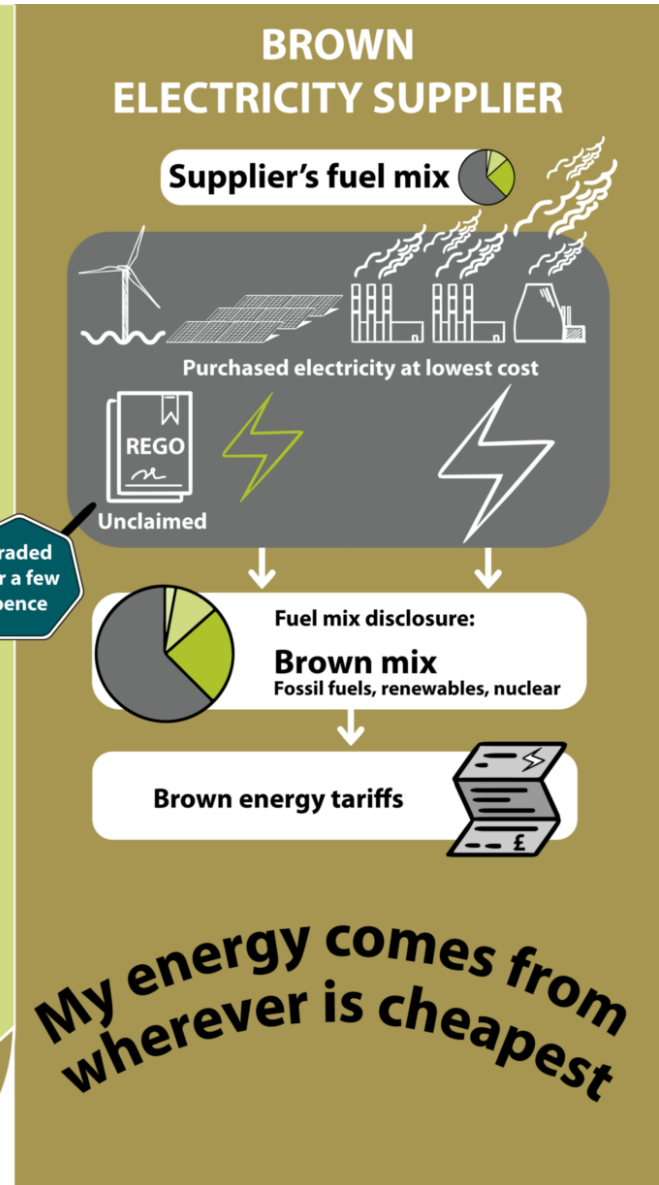 BROWN
ELECTRICITY SUPPLIER
Supplier's fuel mix
Purchased electricity at lowest cost
REGO
Unclaimed
raded
r a few
pence
Fuel mix disclosure:
Brown mix
Fossil fuels, renewables, nuclear
Brown energy tariffs
£
My energy comes from
wherever is cheapest